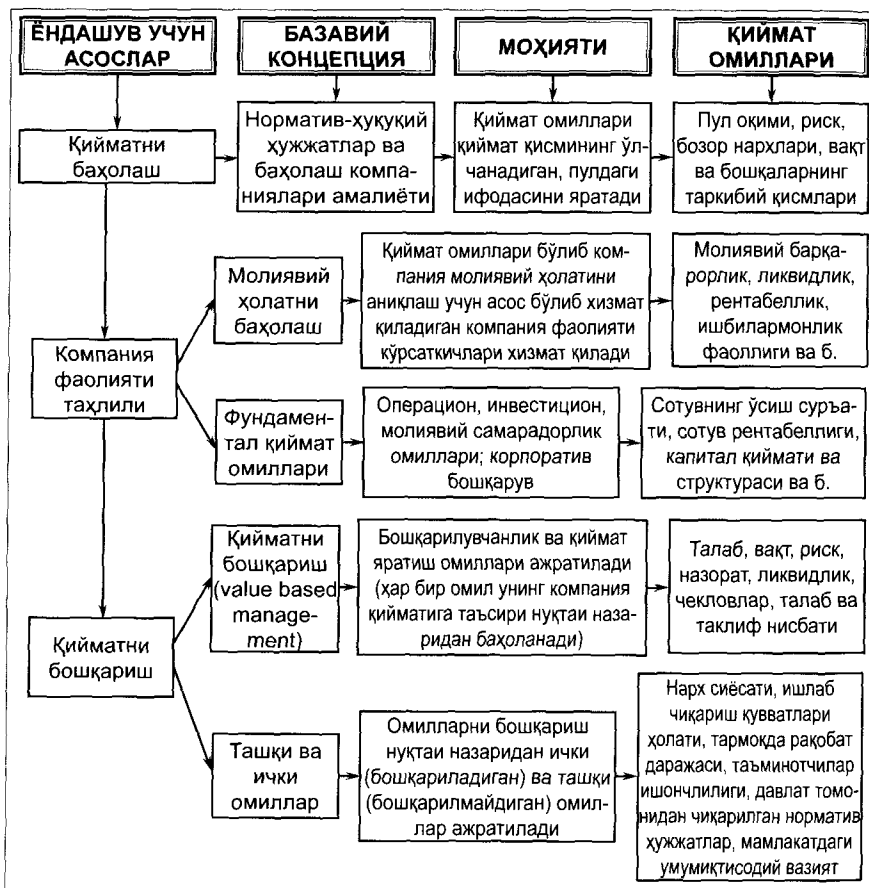 ЁНДАШУВ УЧУН
АСОСЛАР
БАЗАВИЙ
КОНЦЕПЦИЯ
МОҲИЯТИ
ҚИЙМАТ
ОМИЛЛАРИ
Қийматни
баҳолаш
Норматив-ҳуқуқий
ҳужжатлар ва
баҳолаш компа-
ниялари амалиёти
Қиймат омиллари
қиймат қисмининг ўл-
чанадиган, пулдаги
ифодасини яратади
Пул оқими, риск,
бозор нархлари, вақт
ва бошқаларнинг
таркибий қисмлари
Компания
фаолияти
таҳлили
Молиявий
ҳолатни
баҳолаш
Қиймат омиллари бўлиб ком-
пания молиявий ҳолатини
аниқлаш учун асос бўлиб хизмат
қиладиган компания фаолияти
кўрсаткичлари хизмат қилади
Молиявий барқа-
рорлик, ликвидлик,
рентабеллик,
ишбилармонлик
фаоллиги ва б.
Фундамен-
тал қиймат
омиллари
Операцион, инвестицион,
молиявий самарадорлик
омиллари; корпоратив
бошқарув
Сотувнинг ўсиш суръа-
ти, сотув рентабеллиги,
капитал қиймати ва
структураси ва б.
Қийматни
бошқариш
Қийматни
бошқариш
(value based
manage-
ment)
Бошқарилувчанлик ва қиймат
яратиш омиллари ажратилади
(ҳар бир омил унинг компания
қийматига таъсири нуқтаи наза-
ридан баҳоланади)
Талаб, вақт, риск,
назорат, ликвидлик,
чекловлар, талаб ва
таклиф нисбати
Ташқи ва
ички
омиллар
Омилларни бошқариш
нуқтаи назаридан ички
(бошқариладиган) ва ташқи
(бошқарилмайдиган) омил-
лар ажратилади
Нарх сиёсати, ишлаб
чиқариш қувватлари
ҳолати, тармоқда рақобат
даражаси, таъминотчилар
ишончлилиги, давлат томо-
нидан чиқарилган норматив
ҳужжатлар, мамлакатдаги
умумиқтисодий вазият